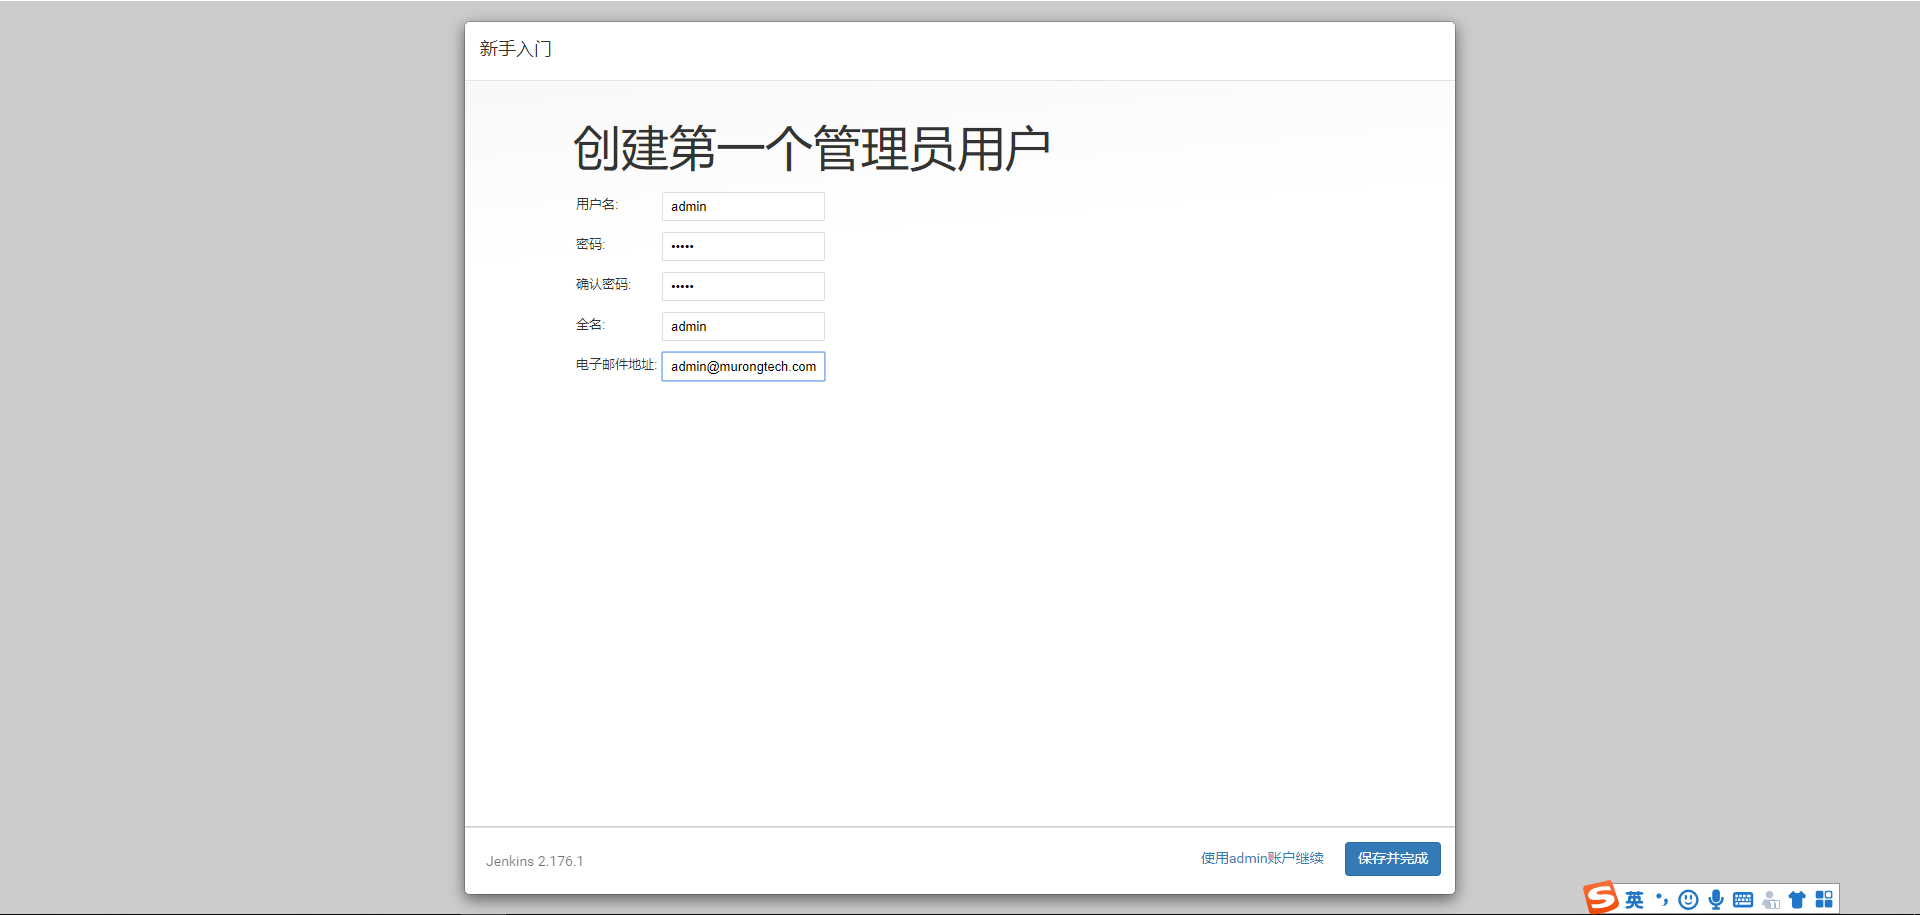 新手入门
创建第一个管理员用户
用户名: admin
密码: •••••
确认密码: •••••
全名: admin
电子邮件地址: admin@murongtech.com
Jenkins 2.176.1
使用admin账户继续 保存并完成
S 英